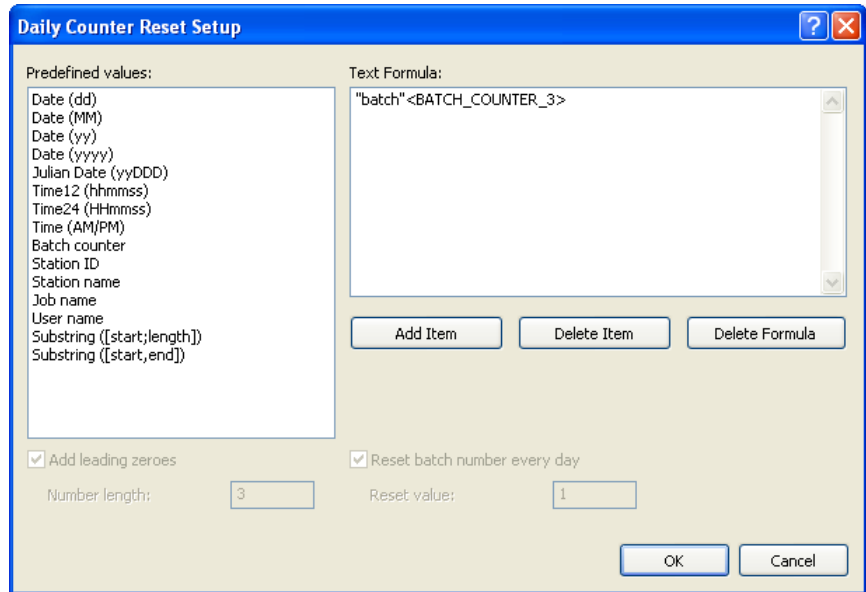 Daily Counter Reset Setup
Predefined values:
Date (dd)
Date (MM)
Date (yy)
Date (yyyy)
Julian Date (yyDDD)
Time12 (hhmmss)
Time24 (HHmmss)
Time (AM/PM)
Batch counter
Station ID
Station name
Job name
User name
Substring ([start;length])
Substring ([start,end])
Text Formula:
"batch"<BATCH_COUNTER_3>
Add Item Delete Item Delete Formula
Add leading zeroes
Number length: 3
Reset batch number every day
Reset value: 1
OK Cancel